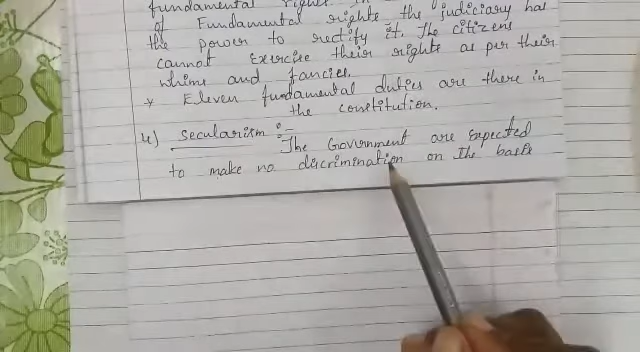 fundamental rights in
of Fundamental rights the judiciary has
the power to rectify it. The citizens
cannot Exercise their rights as per their
whims and fancies.
* Eleven fundamental duties are there in
the constitution.
4) Secularism :- The Government are expected
to make no discrimination on the basis